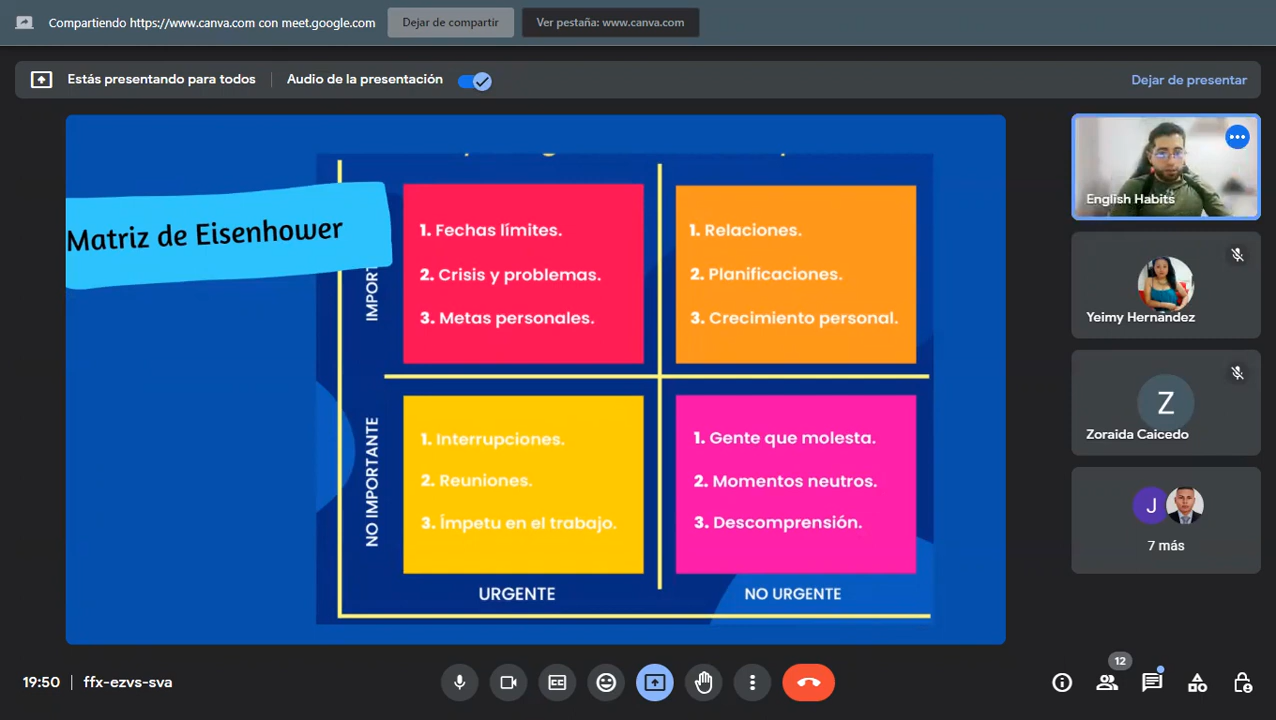 Compartiendo https://www.canva.com con meet.google.com
Dejar de compartir
Ver pestaña: www.canva.com
Estás presentando para todos
Audio de la presentación
Dejar de presentar
Matriz de Eisenhower
1. Fechas límites.
2. Crisis y problemas.
3. Metas personales.
1. Relaciones.
2. Planificaciones.
3. Crecimiento personal.
NO IMPORTANTE
1. Interrupciones.
2. Reuniones.
3. Ímpetu en el trabajo.
1. Gente que molesta.
2. Momentos neutros.
3. Descomprensión.
URGENTE
NO URGENTE
English Habits
Yeimy Hernández
Z
Zoraida Caicedo
J
7 más
19:50
ffx-ezvs-sva
12